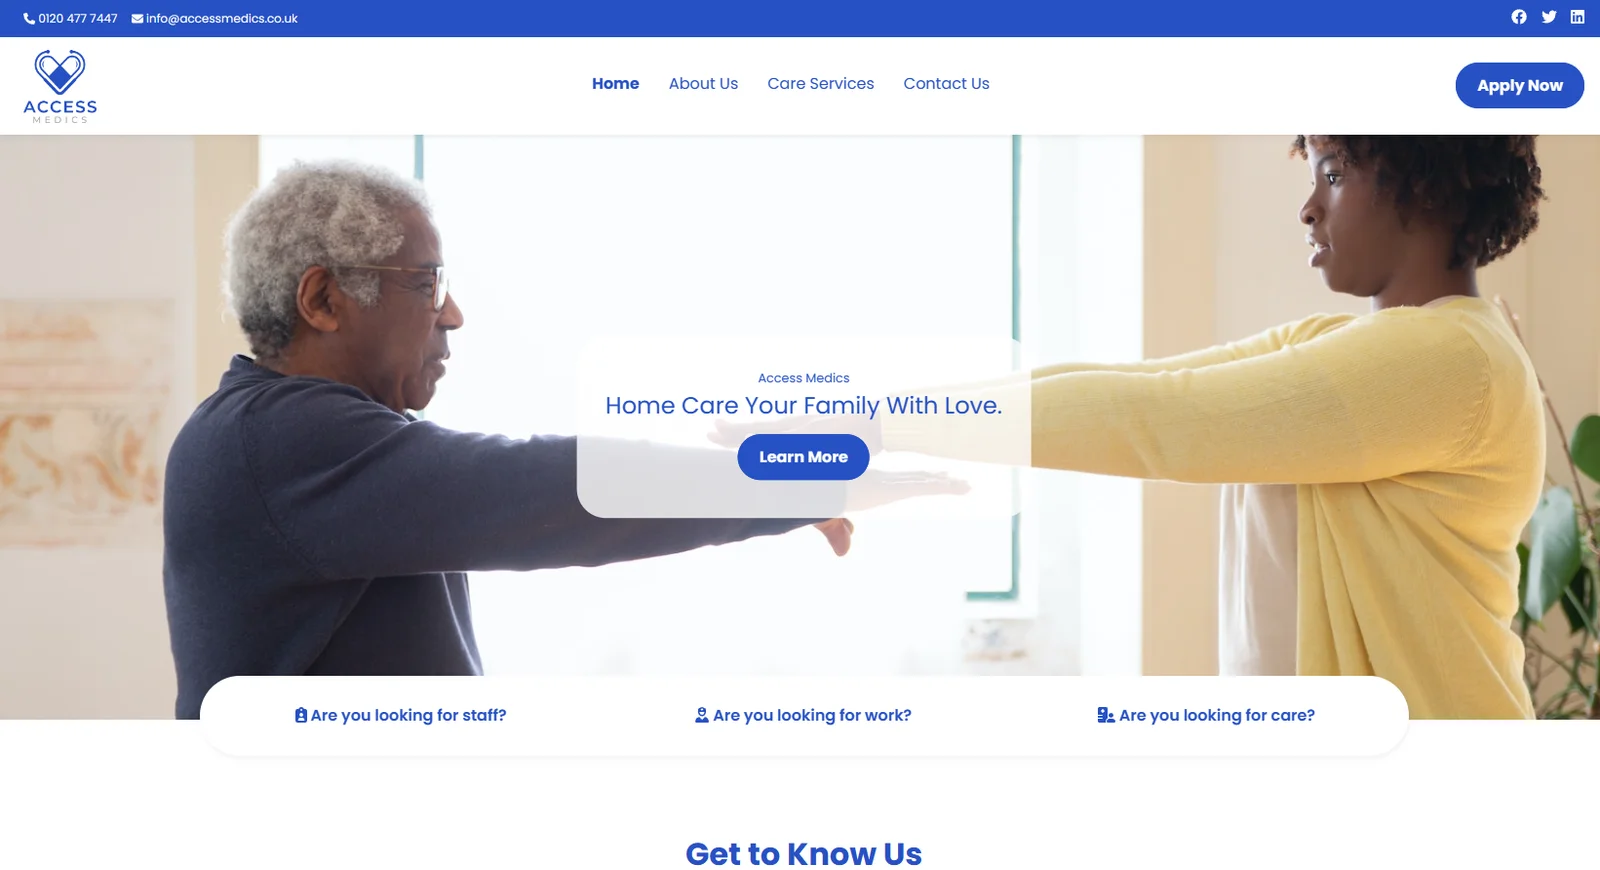 0120 477 7447 info@accessmedics.co.uk
ACCESS
MEDICS
Home About Us Care Services Contact Us
Apply Now
Access Medics
Home Care Your Family With Love.
Learn More
Are you looking for staff? Are you looking for work? Are you looking for care?
Get to Know Us